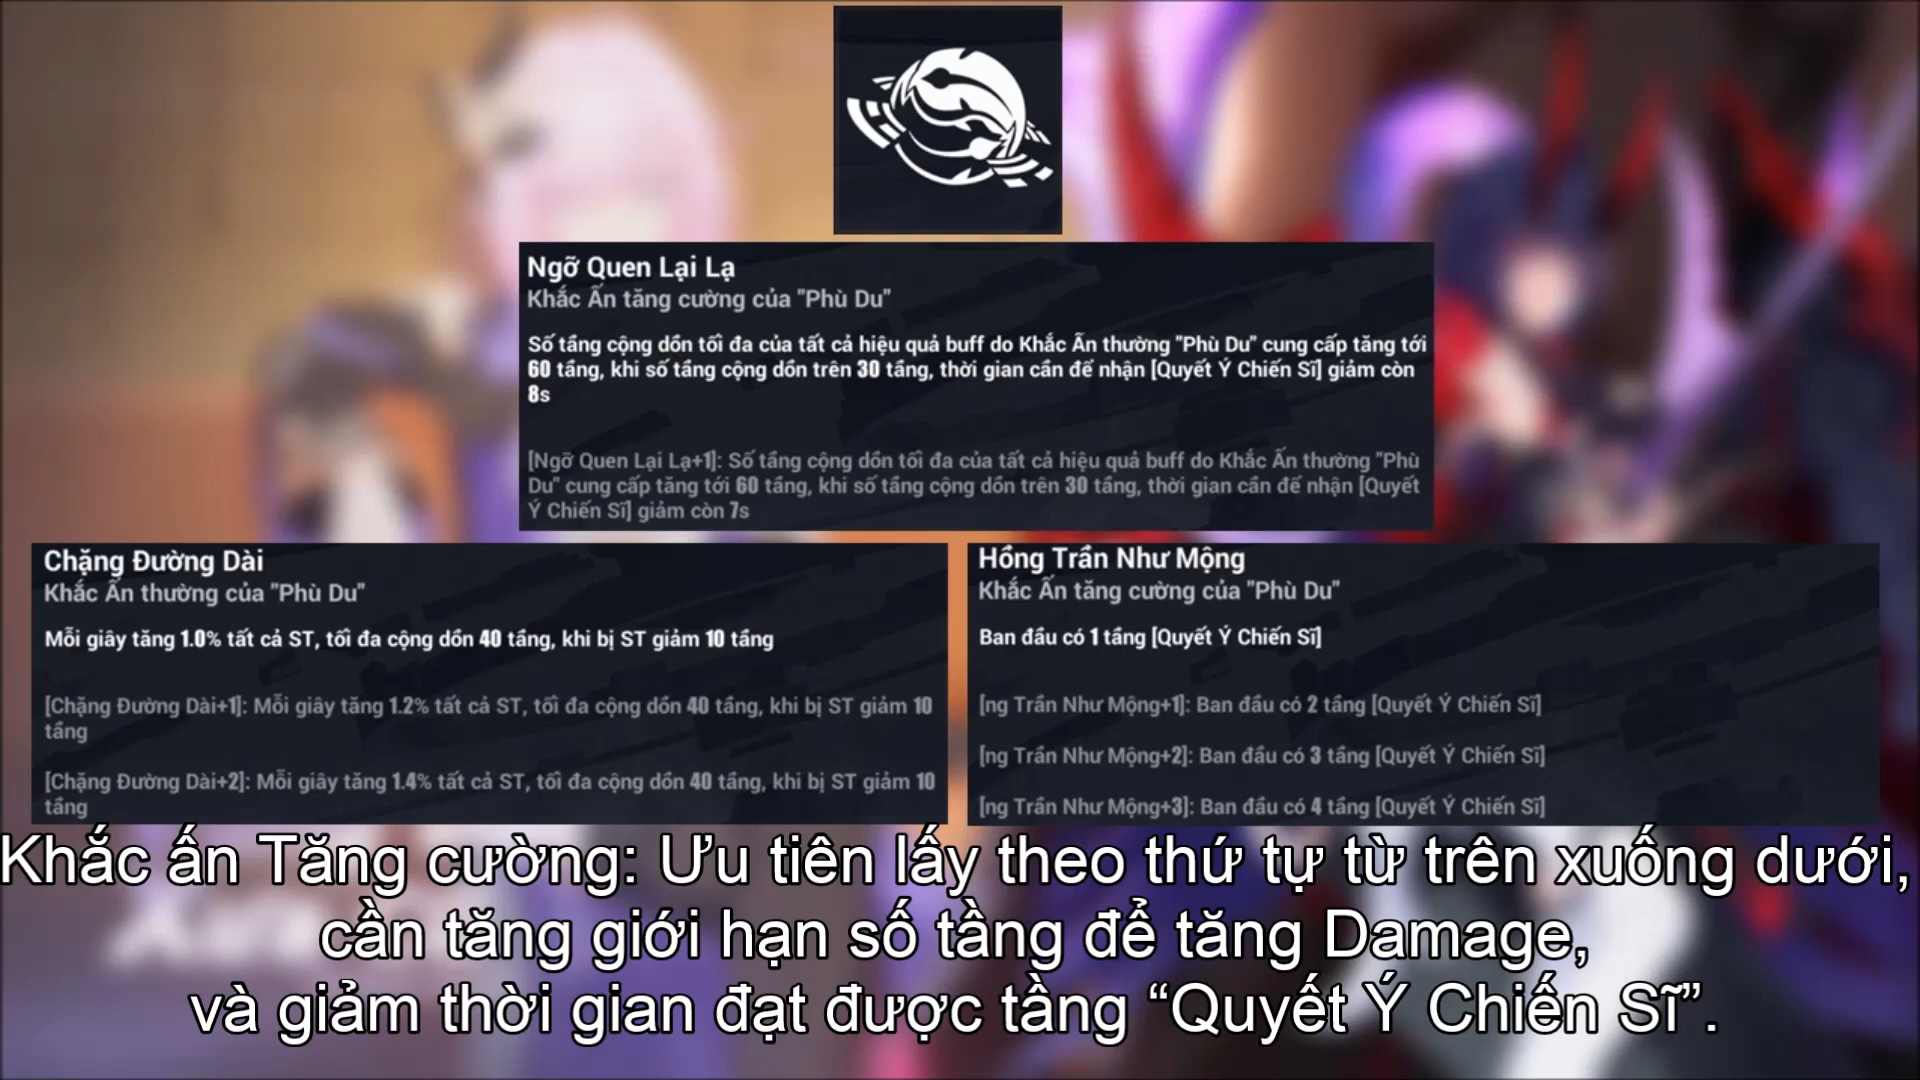 Ngỡ Quen Lại Lạ
Khắc Ấn tăng cường của "Phù Du"
Số tầng cộng dồn tối đa của tất cả hiệu quả buff do Khắc Ấn thường "Phù Du" cung cấp tăng tới
60 tầng, khi số tầng cộng dồn trên 30 tầng, thời gian cần để nhận [Quyết Ý Chiến Sĩ] giảm còn
8s
[Ngỡ Quen Lại Lạ+1]: Số tầng cộng dồn tối đa của tất cả hiệu quả buff do Khắc Ấn thường "Phù
Du" cung cấp tăng tới 60 tầng, khi số tầng cộng dồn trên 30 tầng, thời gian cần để nhận [Quyết
Ý Chiến Sĩ] giảm còn 7s
Chặng Đường Dài
Khắc Ấn thường của "Phù Du"
Mỗi giây tăng 1.0% tất cả ST, tối đa cộng dồn 40 tầng, khi bị ST giảm 10 tầng
[Chặng Đường Dài+1]: Mỗi giây tăng 1.2% tất cả ST, tối đa cộng dồn 40 tầng, khi bị ST giảm 10
tầng
[Chặng Đường Dài+2]: Mỗi giây tăng 1.4% tất cả ST, tối đa cộng dồn 40 tầng, khi bị ST giảm 10
tầng
Hồng Trần Như Mộng
Khắc Ấn tăng cường của "Phù Du"
Ban đầu có 1 tầng [Quyết Ý Chiến Sĩ]
[ng Trần Như Mộng+1]: Ban đầu có 2 tầng [Quyết Ý Chiến Sĩ]
[ng Trần Như Mộng+2]: Ban đầu có 3 tầng [Quyết Ý Chiến Sĩ]
[ng Trần Như Mộng+3]: Ban đầu có 4 tầng [Quyết Ý Chiến Sĩ]
Khắc ấn Tăng cường: Ưu tiên lấy theo thứ tự từ trên xuống dưới,
cần tăng giới hạn số tầng để tăng Damage,
và giảm thời gian đạt được tầng “Quyết Ý Chiến Sĩ”.